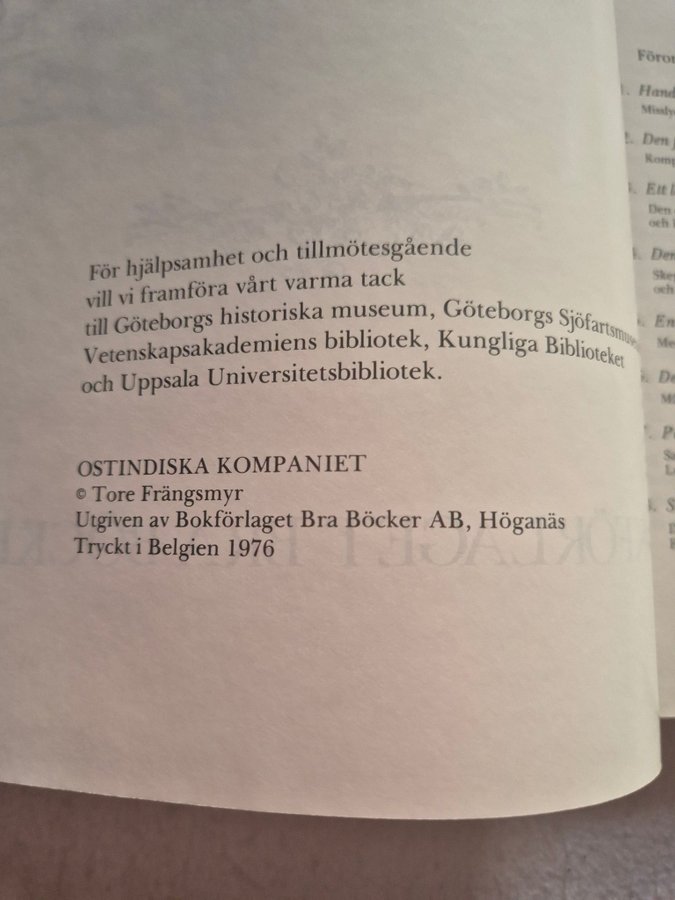 För hjälpsamhet och tillmötesgående
vill vi framföra vårt varma tack
till Göteborgs historiska museum, Göteborgs
Vetenskapsakademiens bibliotek, Kungliga Biblioteket
och Uppsala Universitetsbibliotek.
OSTINDISKA KOMPANIET
© Tore Frängsmyr
Utgiven av Bokförlaget Bra Böcker AB, Höganäs
Tryckt i Belgien 1976